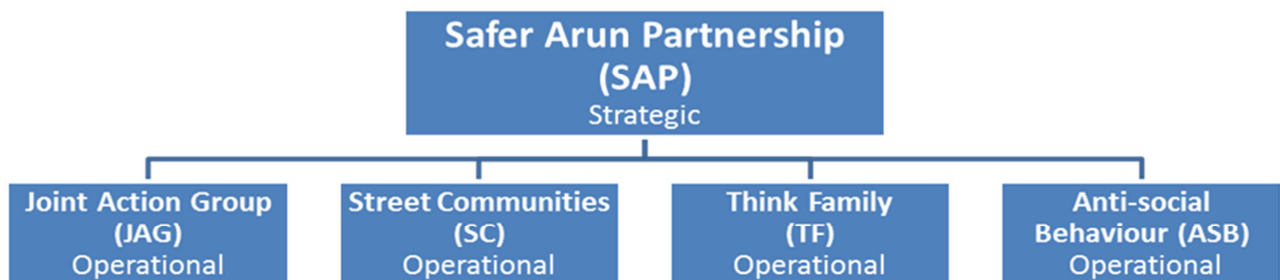 Safer Arun Partnership
(SAP)
Strategic
Joint Action Group
(JAG)
Operational
Street Communities
(SC)
Operational
Think Family
(TF)
Operational
Anti-social
Behaviour (ASB)
Operational